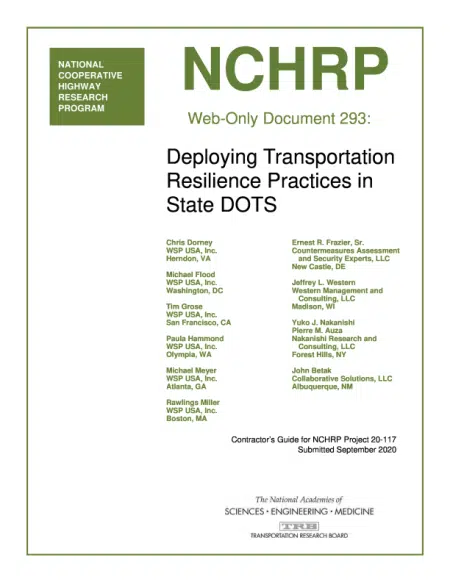 NATIONAL
COOPERATIVE
HIGHWAY
RESEARCH
PROGRAM
NCHRP
Web-Only Document 293:
Deploying Transportation
Resilience Practices in
State DOTS
Chris Dorney
WSP USA, Inc.
Herndon, VA
Michael Flood
WSP USA, Inc.
Washington, DC
Tim Grose
WSP USA, Inc.
San Francisco, CA
Paula Hammond
WSP USA, Inc.
Olympia, WA
Michael Meyer
WSP USA, Inc.
Atlanta, GA
Rawlings Miller
WSP USA, Inc.
Boston, MA
Ernest R. Frazier, Sr.
Countermeasures Assessment
and Security Experts, LLC
New Castle, DE
Jeffrey L. Western
Western Management and
Consulting, LLC
Madison, WI
Yuko J. Nakanishi
Pierre M. Auza
Nakanishi Research and
Consulting, LLC
Forest Hills, NY
John Betak
Collaborative Solutions, LLC
Albuquerque, NM
Contractor's Guide for NCHRP Project 20-117
Submitted September 2020
The National Academies of
SCIENCES • ENGINEERING • MEDICINE
TRB
TRANSPORTATION RESEARCH BOARD